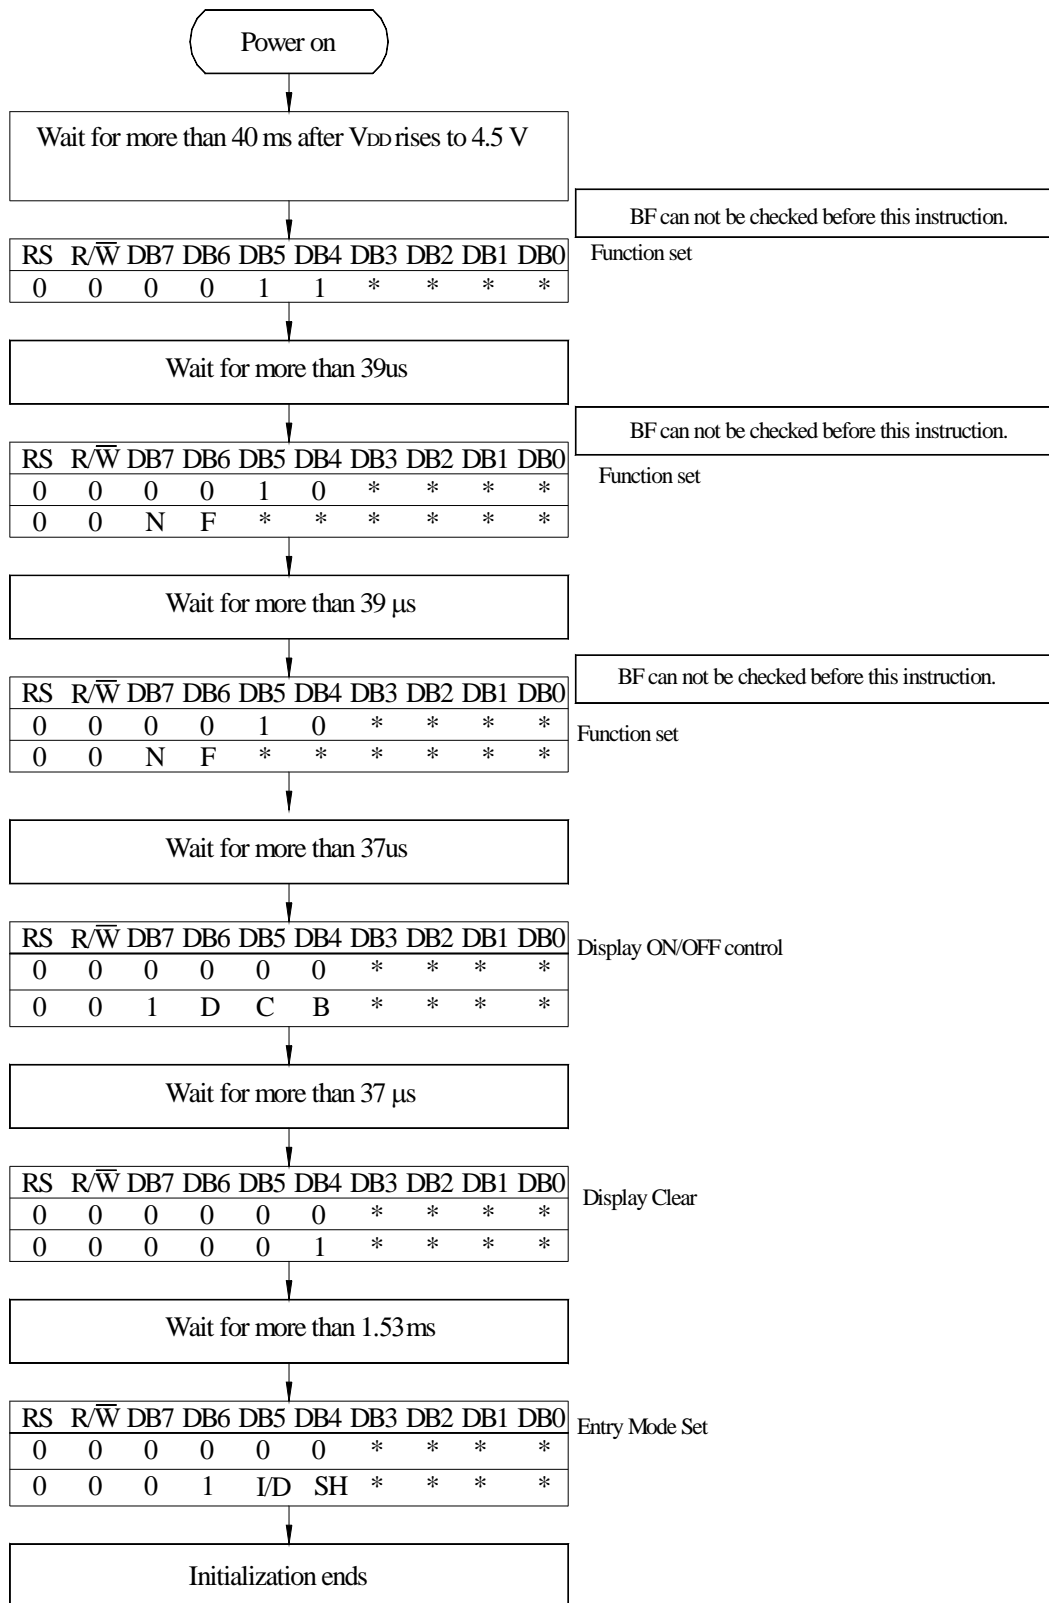 Power on
Wait for more than 40 ms after VDD rises to 4.5 V
BF can not be checked before this instruction.
RS R/W̅ DB7 DB6 DB5 DB4 DB3 DB2 DB1 DB0
Function set
0 0 0 0 1 1 * * * *
Wait for more than 39us
BF can not be checked before this instruction.
RS R/W̅ DB7 DB6 DB5 DB4 DB3 DB2 DB1 DB0
Function set
0 0 0 0 1 0 * * * *
0 0 N F * * * * * *
Wait for more than 39 μs
BF can not be checked before this instruction.
RS R/W̅ DB7 DB6 DB5 DB4 DB3 DB2 DB1 DB0
0 0 0 0 1 0 * * * *
Function set
0 0 N F * * * * * *
Wait for more than 37us
RS R/W̅ DB7 DB6 DB5 DB4 DB3 DB2 DB1 DB0
Display ON/OFF control
0 0 0 0 0 0 * * * *
0 0 1 D C B * * * *
Wait for more than 37 μs
RS R/W̅ DB7 DB6 DB5 DB4 DB3 DB2 DB1 DB0
Display Clear
0 0 0 0 0 0 * * * *
0 0 0 0 0 1 * * * *
Wait for more than 1.53ms
RS R/W̅ DB7 DB6 DB5 DB4 DB3 DB2 DB1 DB0
Entry Mode Set
0 0 0 0 0 0 * * * *
0 0 0 1 I/D SH * * * *
Initialization ends